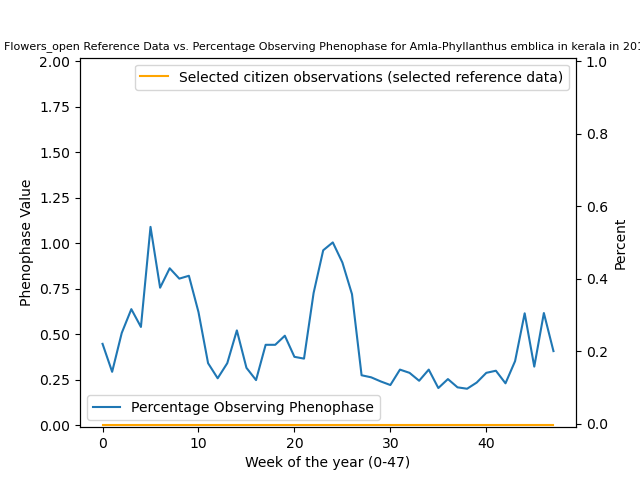 Flowers_open Reference Data vs. Percentage Observing Phenophase for Amla-Phyllanthus emblica in kerala in
2.00
1.75
1.50
1.25
1.00
0.75
0.50
0.25
0.00
Phenophase Value
Selected citizen observations (selected reference data)
Percentage Observing Phenophase
1.0
0.8
0.6
0.4
0.2
0.0
Percent
0 10 20 30 40
Week of the year (0-47)